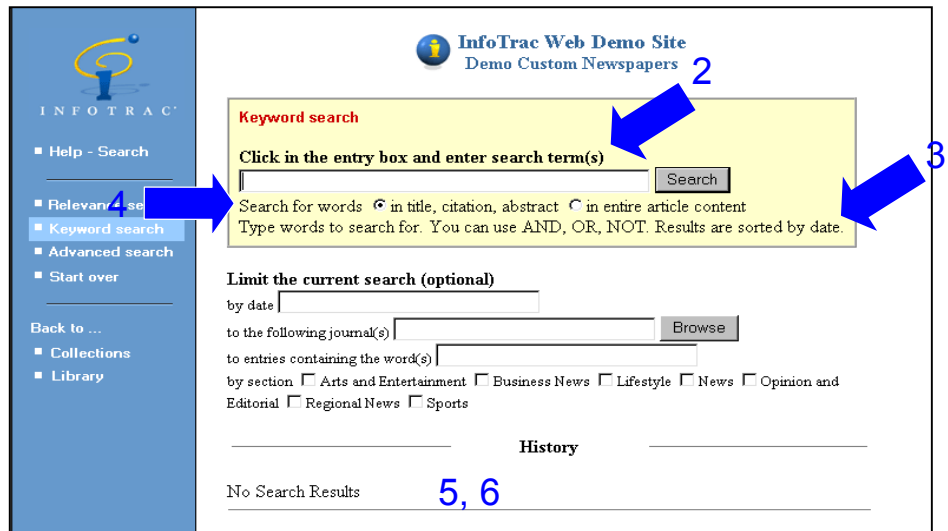 InfoTrac Web Demo Site
Demo Custom Newspapers
2
INFOTRAC
Keyword search
Help - Search
Click in the entry box and enter search term(s)
3
Search
4
Relevance se
Search for words in title, citation, abstract in entire article content
Keyword search
Type words to search for. You can use AND, OR, NOT. Results are sorted by date.
Advanced search
Start over
Limit the current search (optional)
by date
Back to ...
to the following journal(s) Browse
Collections
to entries containing the word(s)
Library
by section Arts and Entertainment Business News Lifestyle News Opinion and
Editorial Regional News Sports
History
No Search Results
5, 6